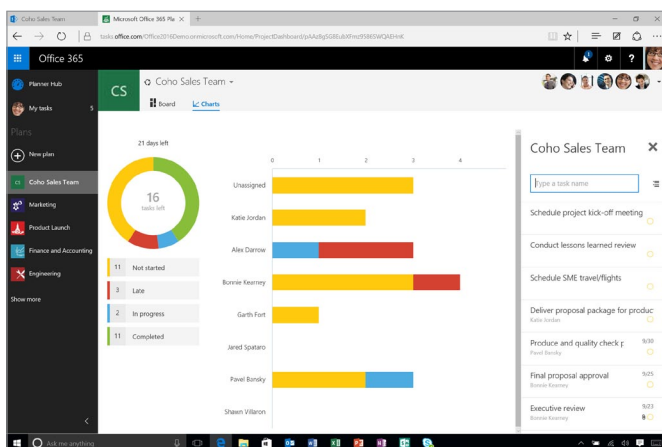 Coho Sales Team
Microsoft Office 365 Pla
tasks.office.com/Office2016Demo.onmicrosoft.com/Home/ProjectDashboard/
Office 365
1
?
Planner Hub
My tasks 5
Plans
New plan
CS Coho Sales Team
Marketing
Product Launch
Finance and Accounting
Engineering
Show more
CS
Coho Sales Team
Board
Charts
21 days left
16
tasks left
11 Not started
3 Late
2 In progress
11 Completed
0 1 2 3 4
Unassigned
Katie Jordan
Alex Darrow
Bonnie Kearney
Garth Fort
Jared Spataro
Pavel Bansky
Shawn Villaron
Coho Sales Team
Type a task name
Schedule project kick-off meeting
Conduct lessons learned review
Schedule SME travel/flights
Deliver proposal package for produc
Katie Jordan
Produce and quality check p 9/30
Pavel Bansky
Final proposal approval 9/25
Bonnie Kearney
Executive review 9/23
Bonnie Kearney
Ask me anything